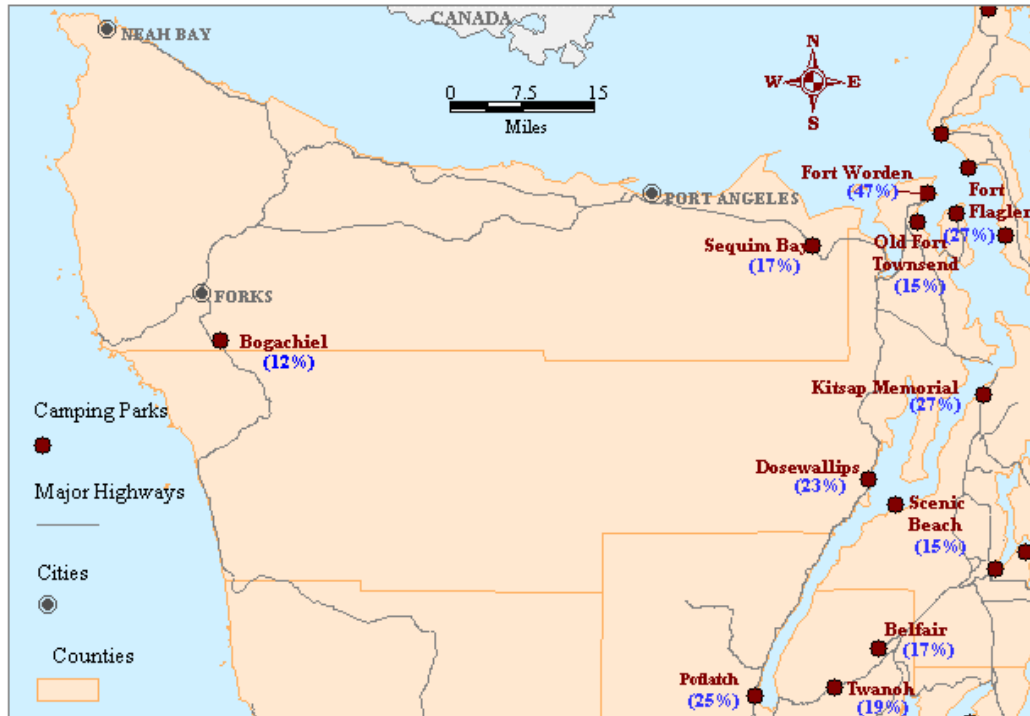 CANADA
NEAH BAY
N
W E
S
0 7.5 15
Miles
Fort Worden
(47%)
PORT ANGELES
Fort
Flagler
(27%)
Sequim Bay
(17%)
Old Fort
Townsend
(15%)
FORKS
Bogachiel
(12%)
Kitsap Memorial
(27%)
Camping Parks
Major Highways
Dosewallips
(23%)
Scenic
Beach
(15%)
Cities
Counties
Belfair
(17%)
Potlatch
(25%)
Twanoh
(19%)